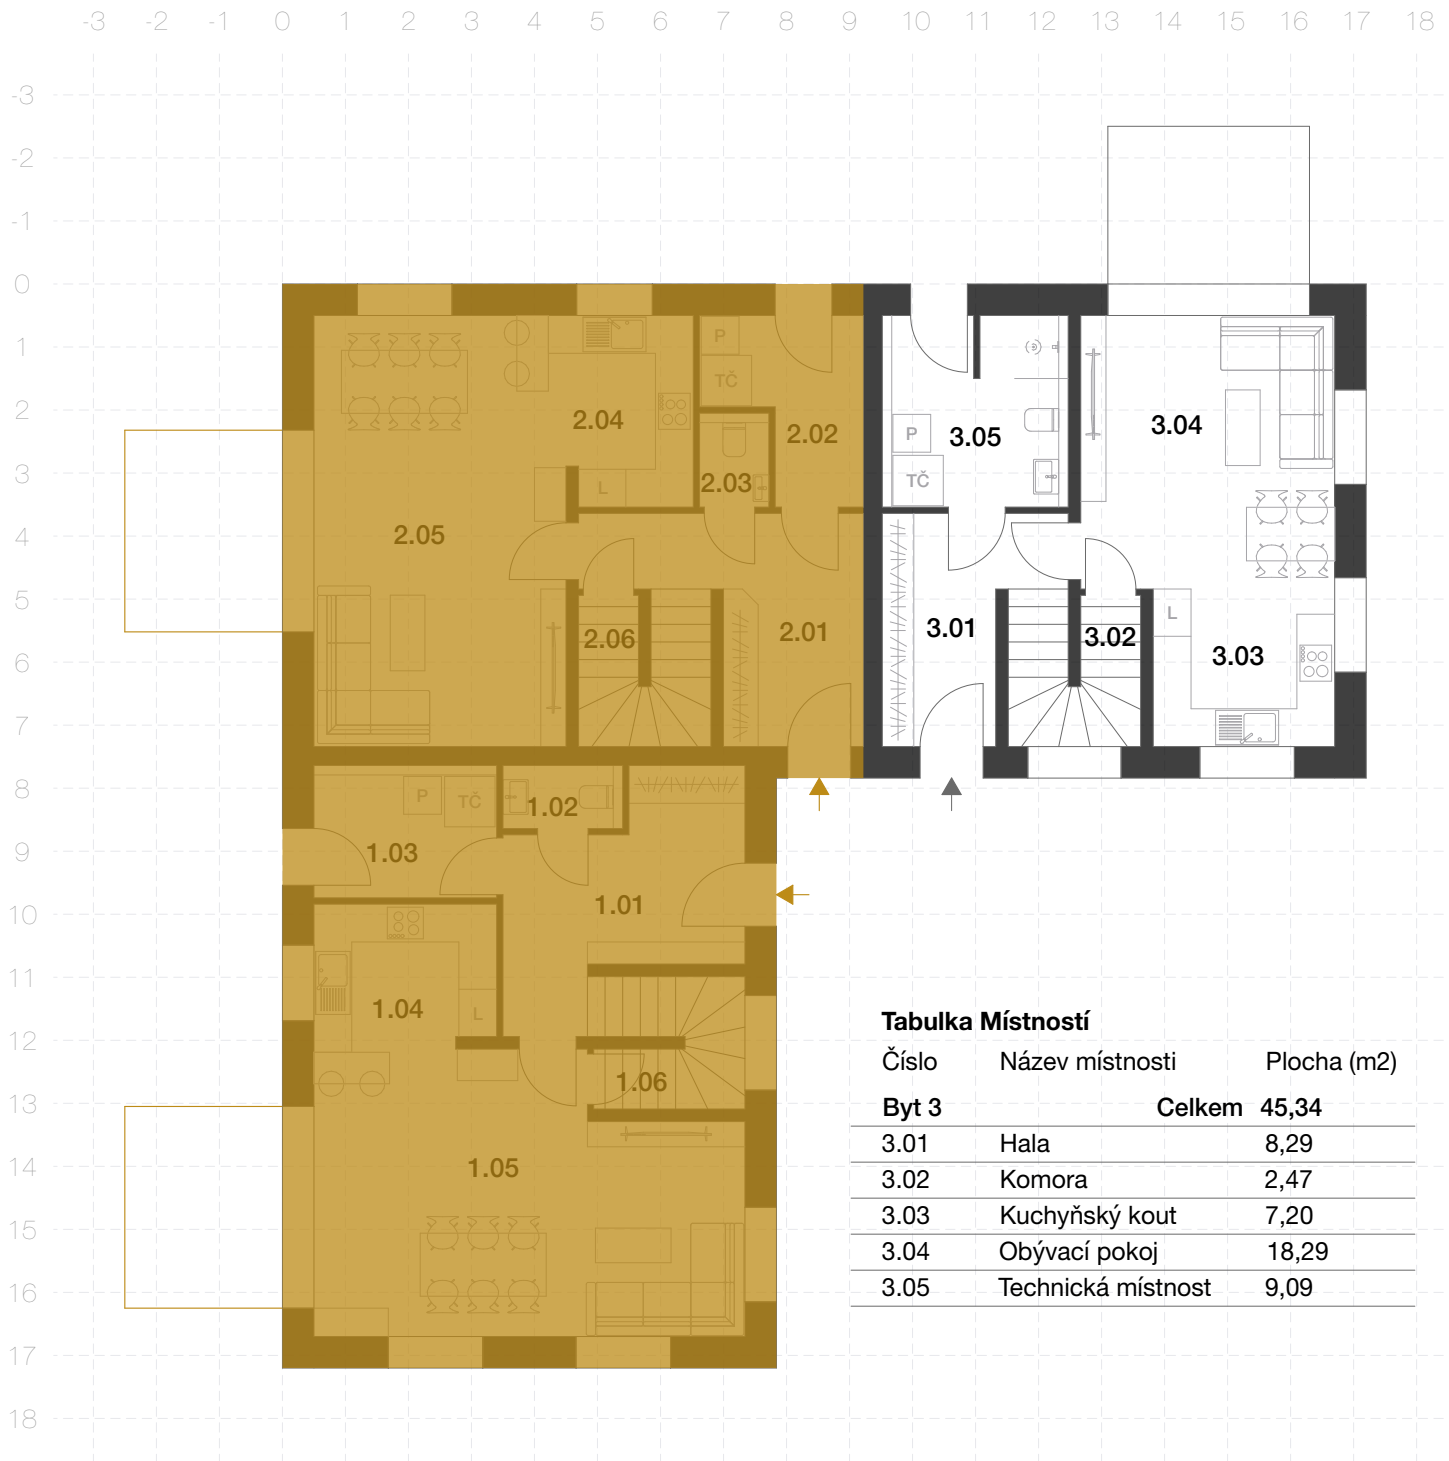 -3 -2 -1 0 1 2 3 4 5 6 7 8 9 10 11 12 13 14 15 16 17 18
-3
-2
-1
0
1
2
3
4
5
6
7
8
9
10
11
12
13
14
15
16
17
18
P
TČ
2.04
2.02
2.03
L
2.05
2.06
2.01
3.04
3.05
P
TČ
3.01
3.02
L
3.03
P
TČ
1.02
1.03
1.01
1.04
L
1.06
1.05
Tabulka Místností
Číslo Název místnosti Plocha (m2)
Byt 3 Celkem 45,34
3.01 Hala 8,29
3.02 Komora 2,47
3.03 Kuchyňský kout 7,20
3.04 Obývací pokoj 18,29
3.05 Technická místnost 9,09